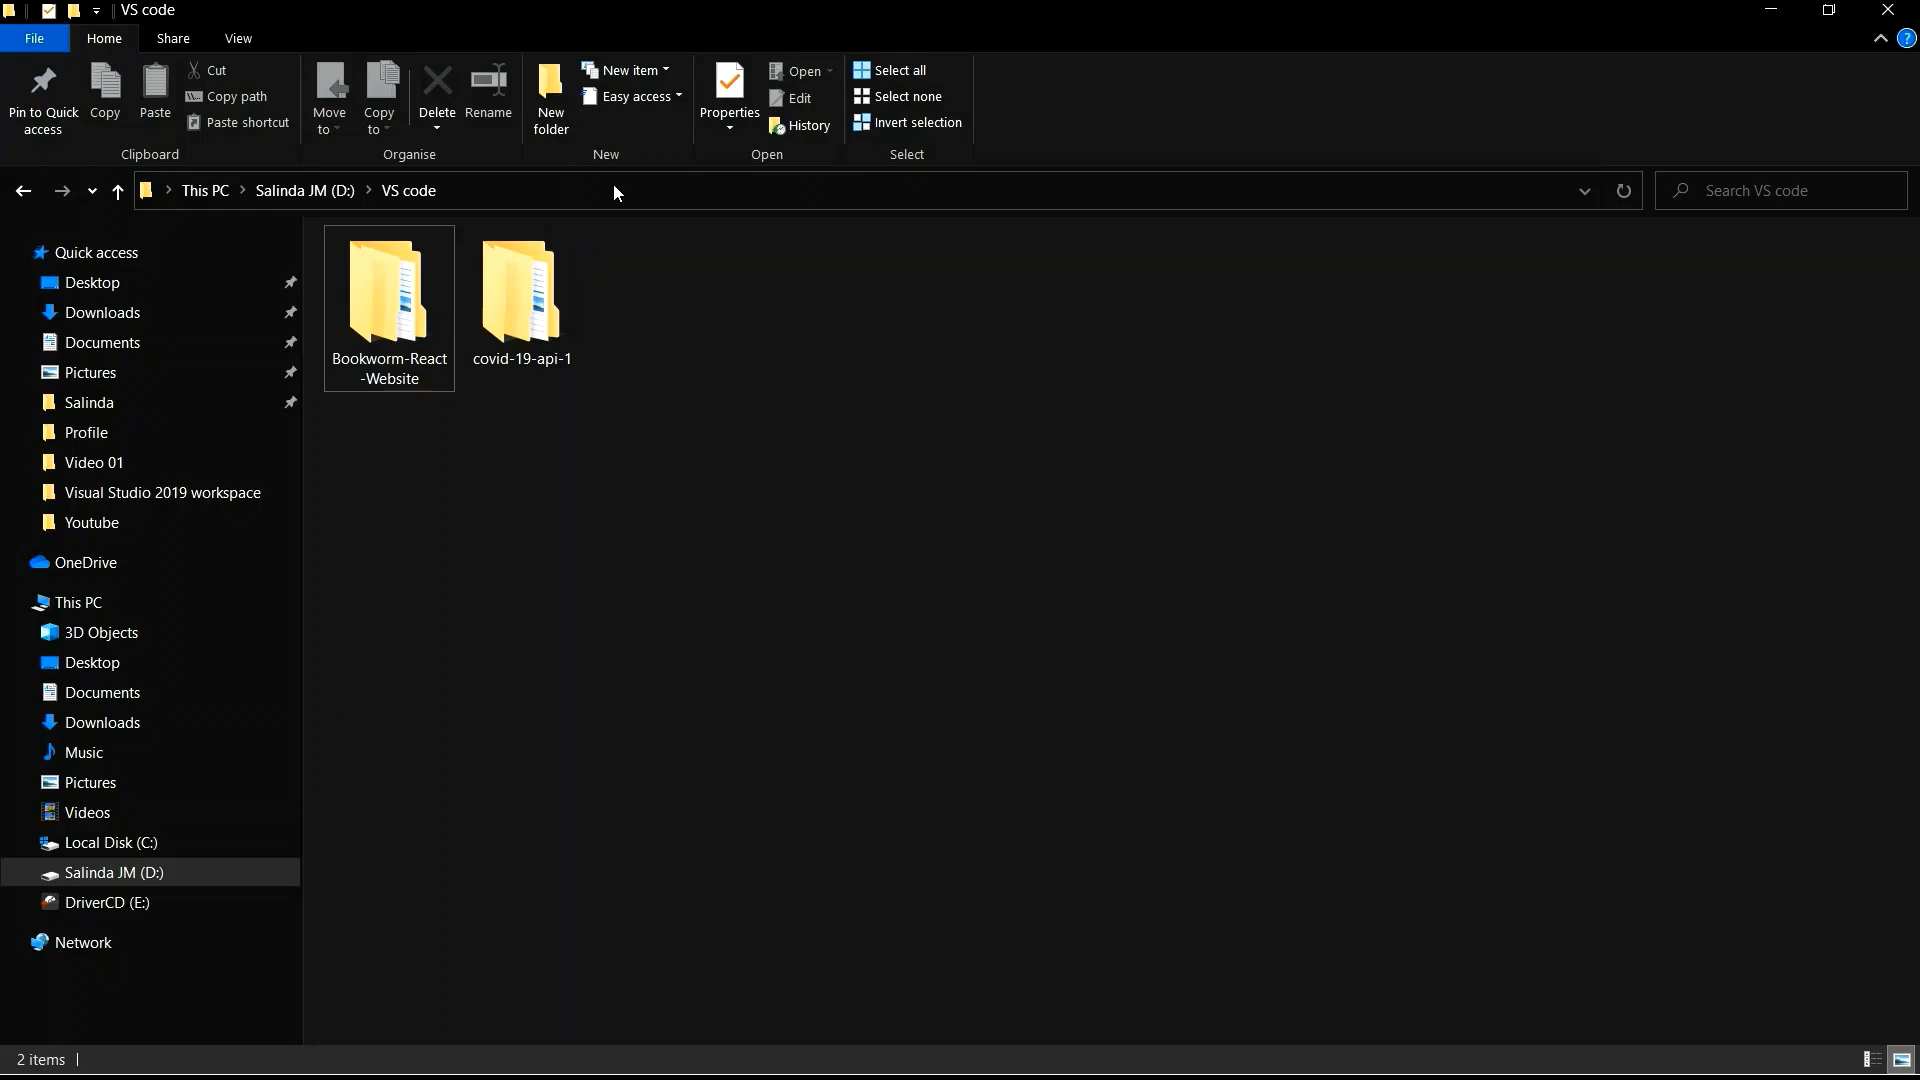 VS code
File Home Share View
Pin to Quick access
Copy
Paste
Cut
Copy path
Paste shortcut
Clipboard
Move to
Copy to
Delete
Rename
Organise
New folder
New item
Easy access
New
Properties
Open
Edit
History
Open
Select all
Select none
Invert selection
Select
This PC > Salinda JM (D:) > VS code
Search VS code
Quick access
Desktop
Downloads
Documents
Pictures
Salinda
Profile
Video 01
Visual Studio 2019 workspace
Youtube
OneDrive
This PC
3D Objects
Desktop
Documents
Downloads
Music
Pictures
Videos
Local Disk (C:)
Salinda JM (D:)
DriverCD (E:)
Network
Bookworm-React
-Website
covid-19-api-1
2 items